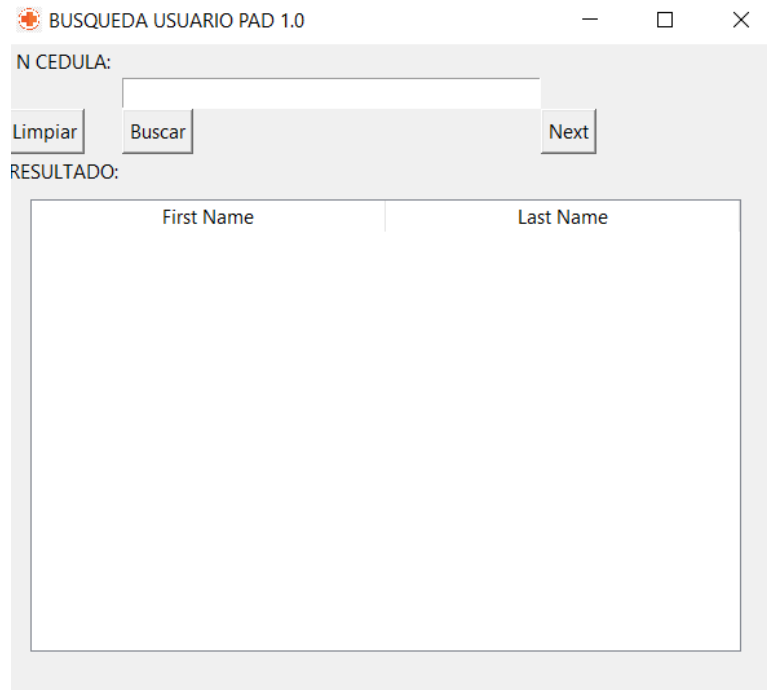 BUSQUEDA USUARIO PAD 1.0
N CEDULA:
Limpiar Buscar Next
RESULTADO:
First Name Last Name